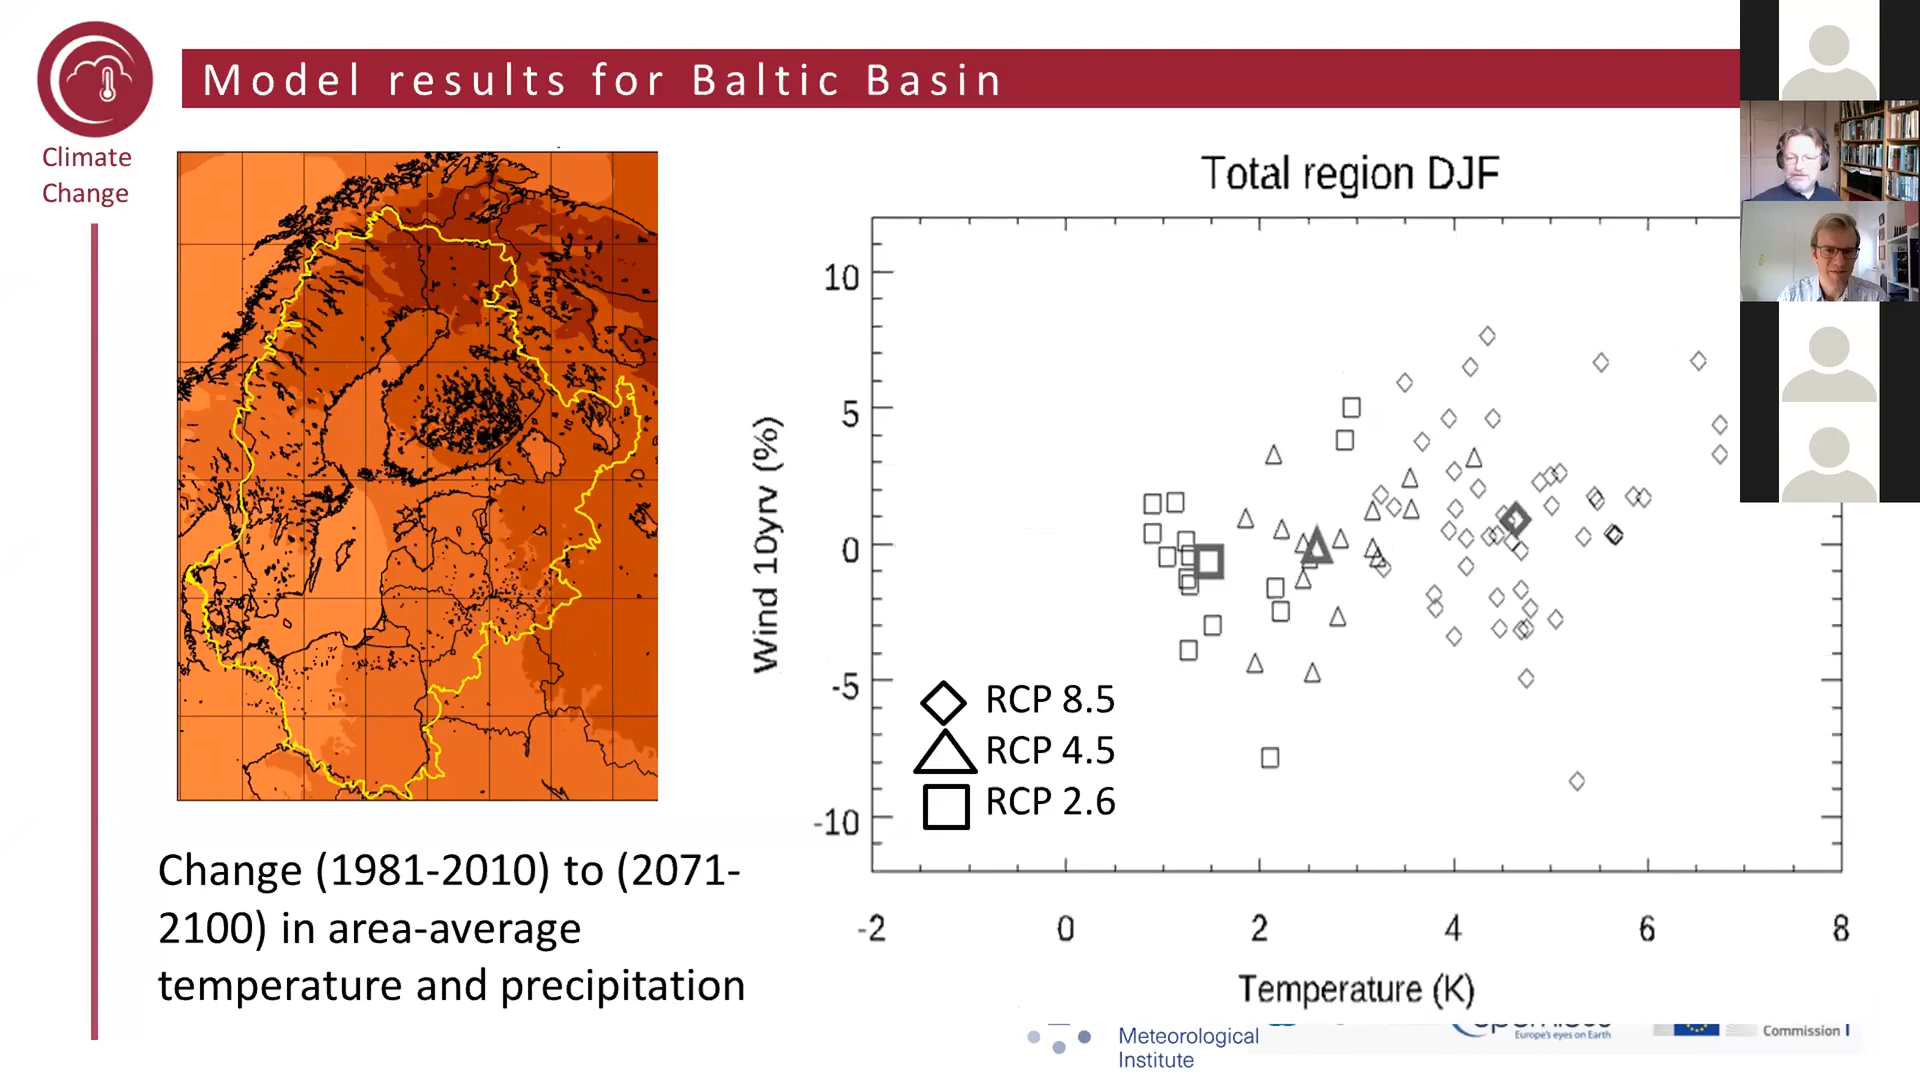 Model results for Baltic Basin
Climate
Change
Total region DJF
10
5
0
-5
-10
Wind 10yrv (%)
RCP 8.5
RCP 4.5
RCP 2.6
-2 0 2 4 6 8
Temperature (K)
Change (1981-2010) to (2071-
2100) in area-average
temperature and precipitation
Meteorological
Institute
Europe's eyes on Earth
Commission